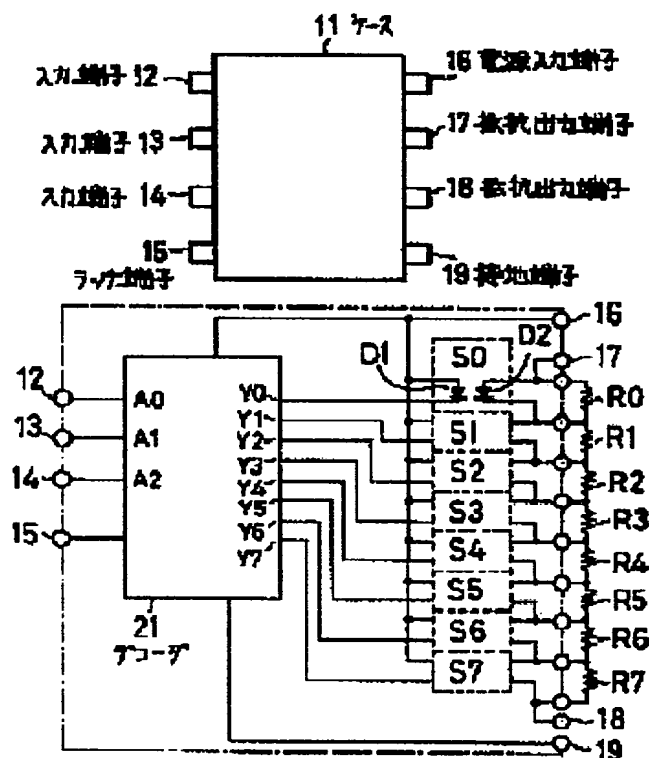 11 ケース
入力端子 12
入力端子 13
入力端子 14
15
ラッチ端子
16 電源入力端子
17 抵抗出力端子
18 抵抗出力端子
19 接地端子
12
13
14
15
A0
A1
A2
Y0
Y1
Y2
Y3
Y4
Y5
Y6
Y7
21
デコーダ
D1
D2
S0
S1
S2
S3
S4
S5
S6
S7
16
17
R0
R1
R2
R3
R4
R5
R6
R7
18
19